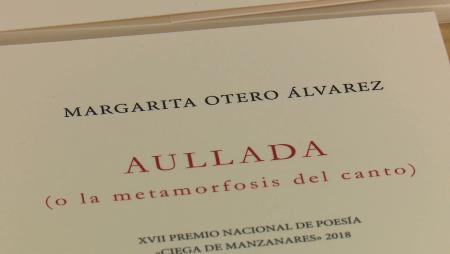 MARGARITA OTERO ÁLVAREZ
AULLADA
(o la metamorfosis del canto)
XVII PREMIO NACIONAL DE POESÍA
«CIEGA DE MANZANARES» 2018